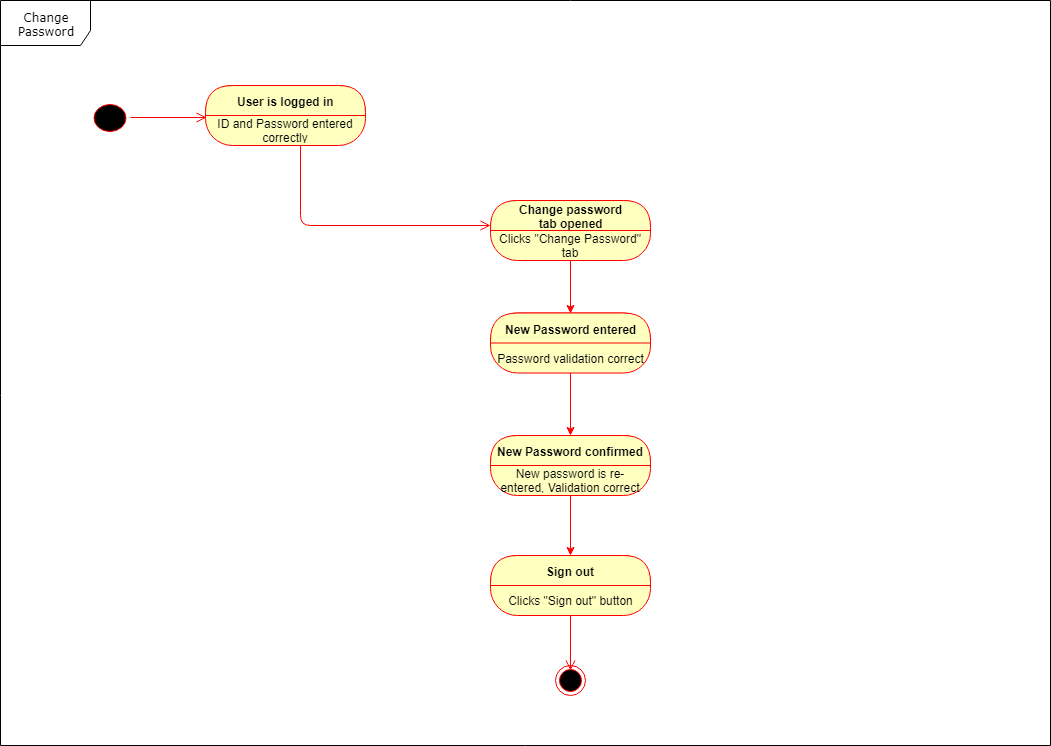 Change
Password
User is logged in
ID and Password entered
correctly
Change password
tab opened
Clicks "Change Password"
tab
New Password entered
Password validation correct
New Password confirmed
New password is re-
entered, Validation correct
Sign out
Clicks "Sign out" button